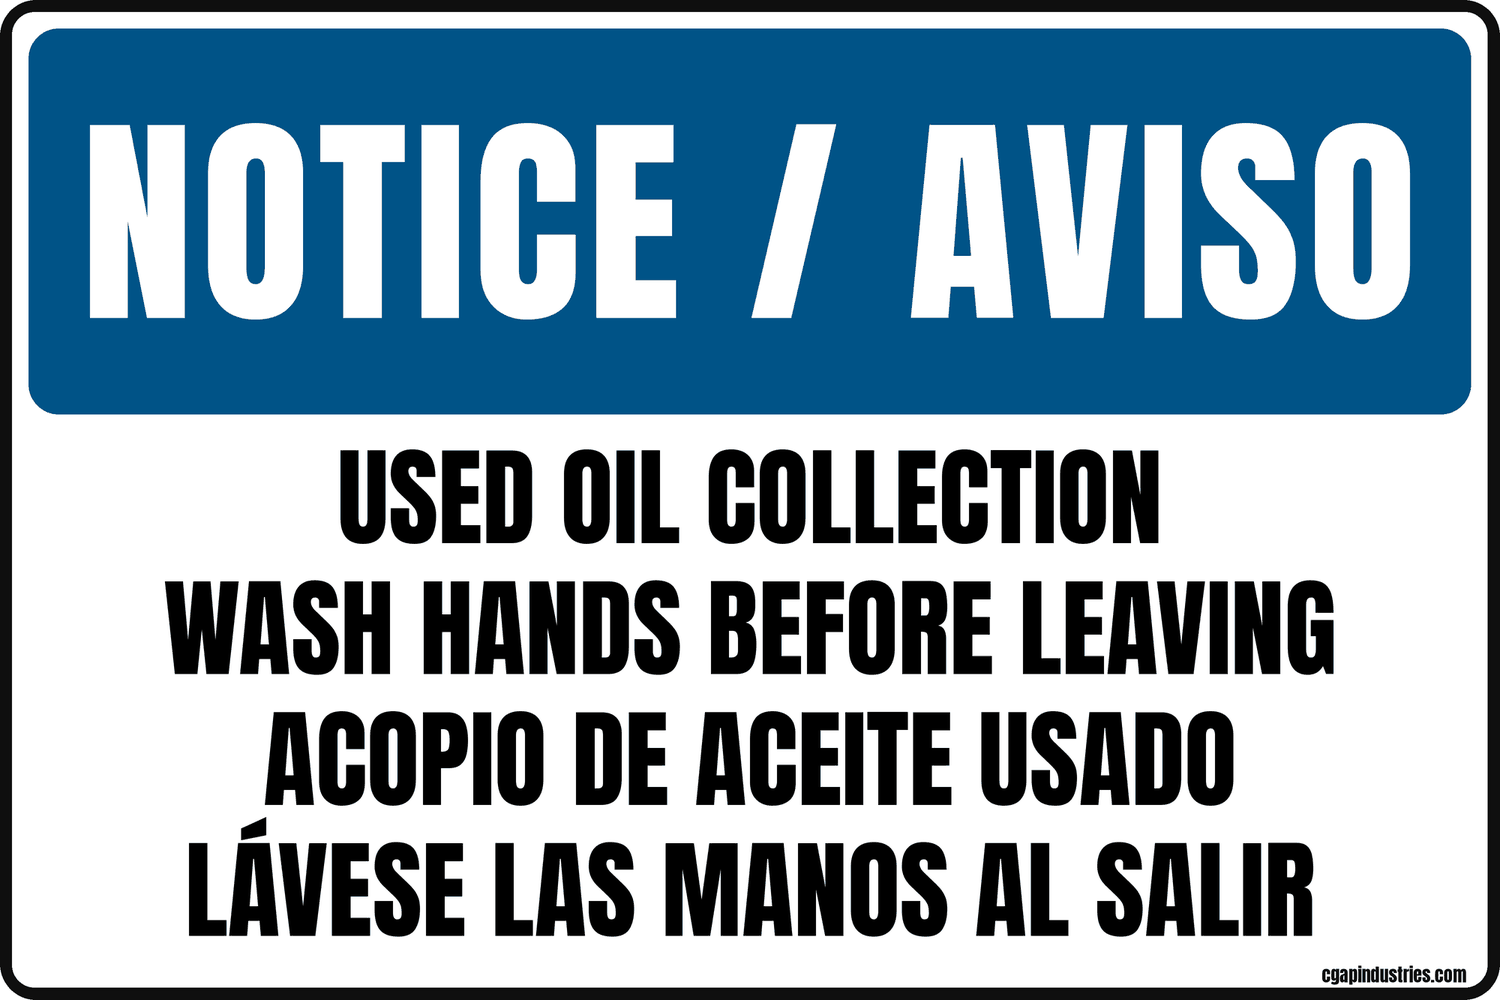 NOTICE / AVISO
USED OIL COLLECTION
WASH HANDS BEFORE LEAVING
ACOPIO DE ACEITE USADO
LÁVESE LAS MANOS AL SALIR
cgapindustries.com